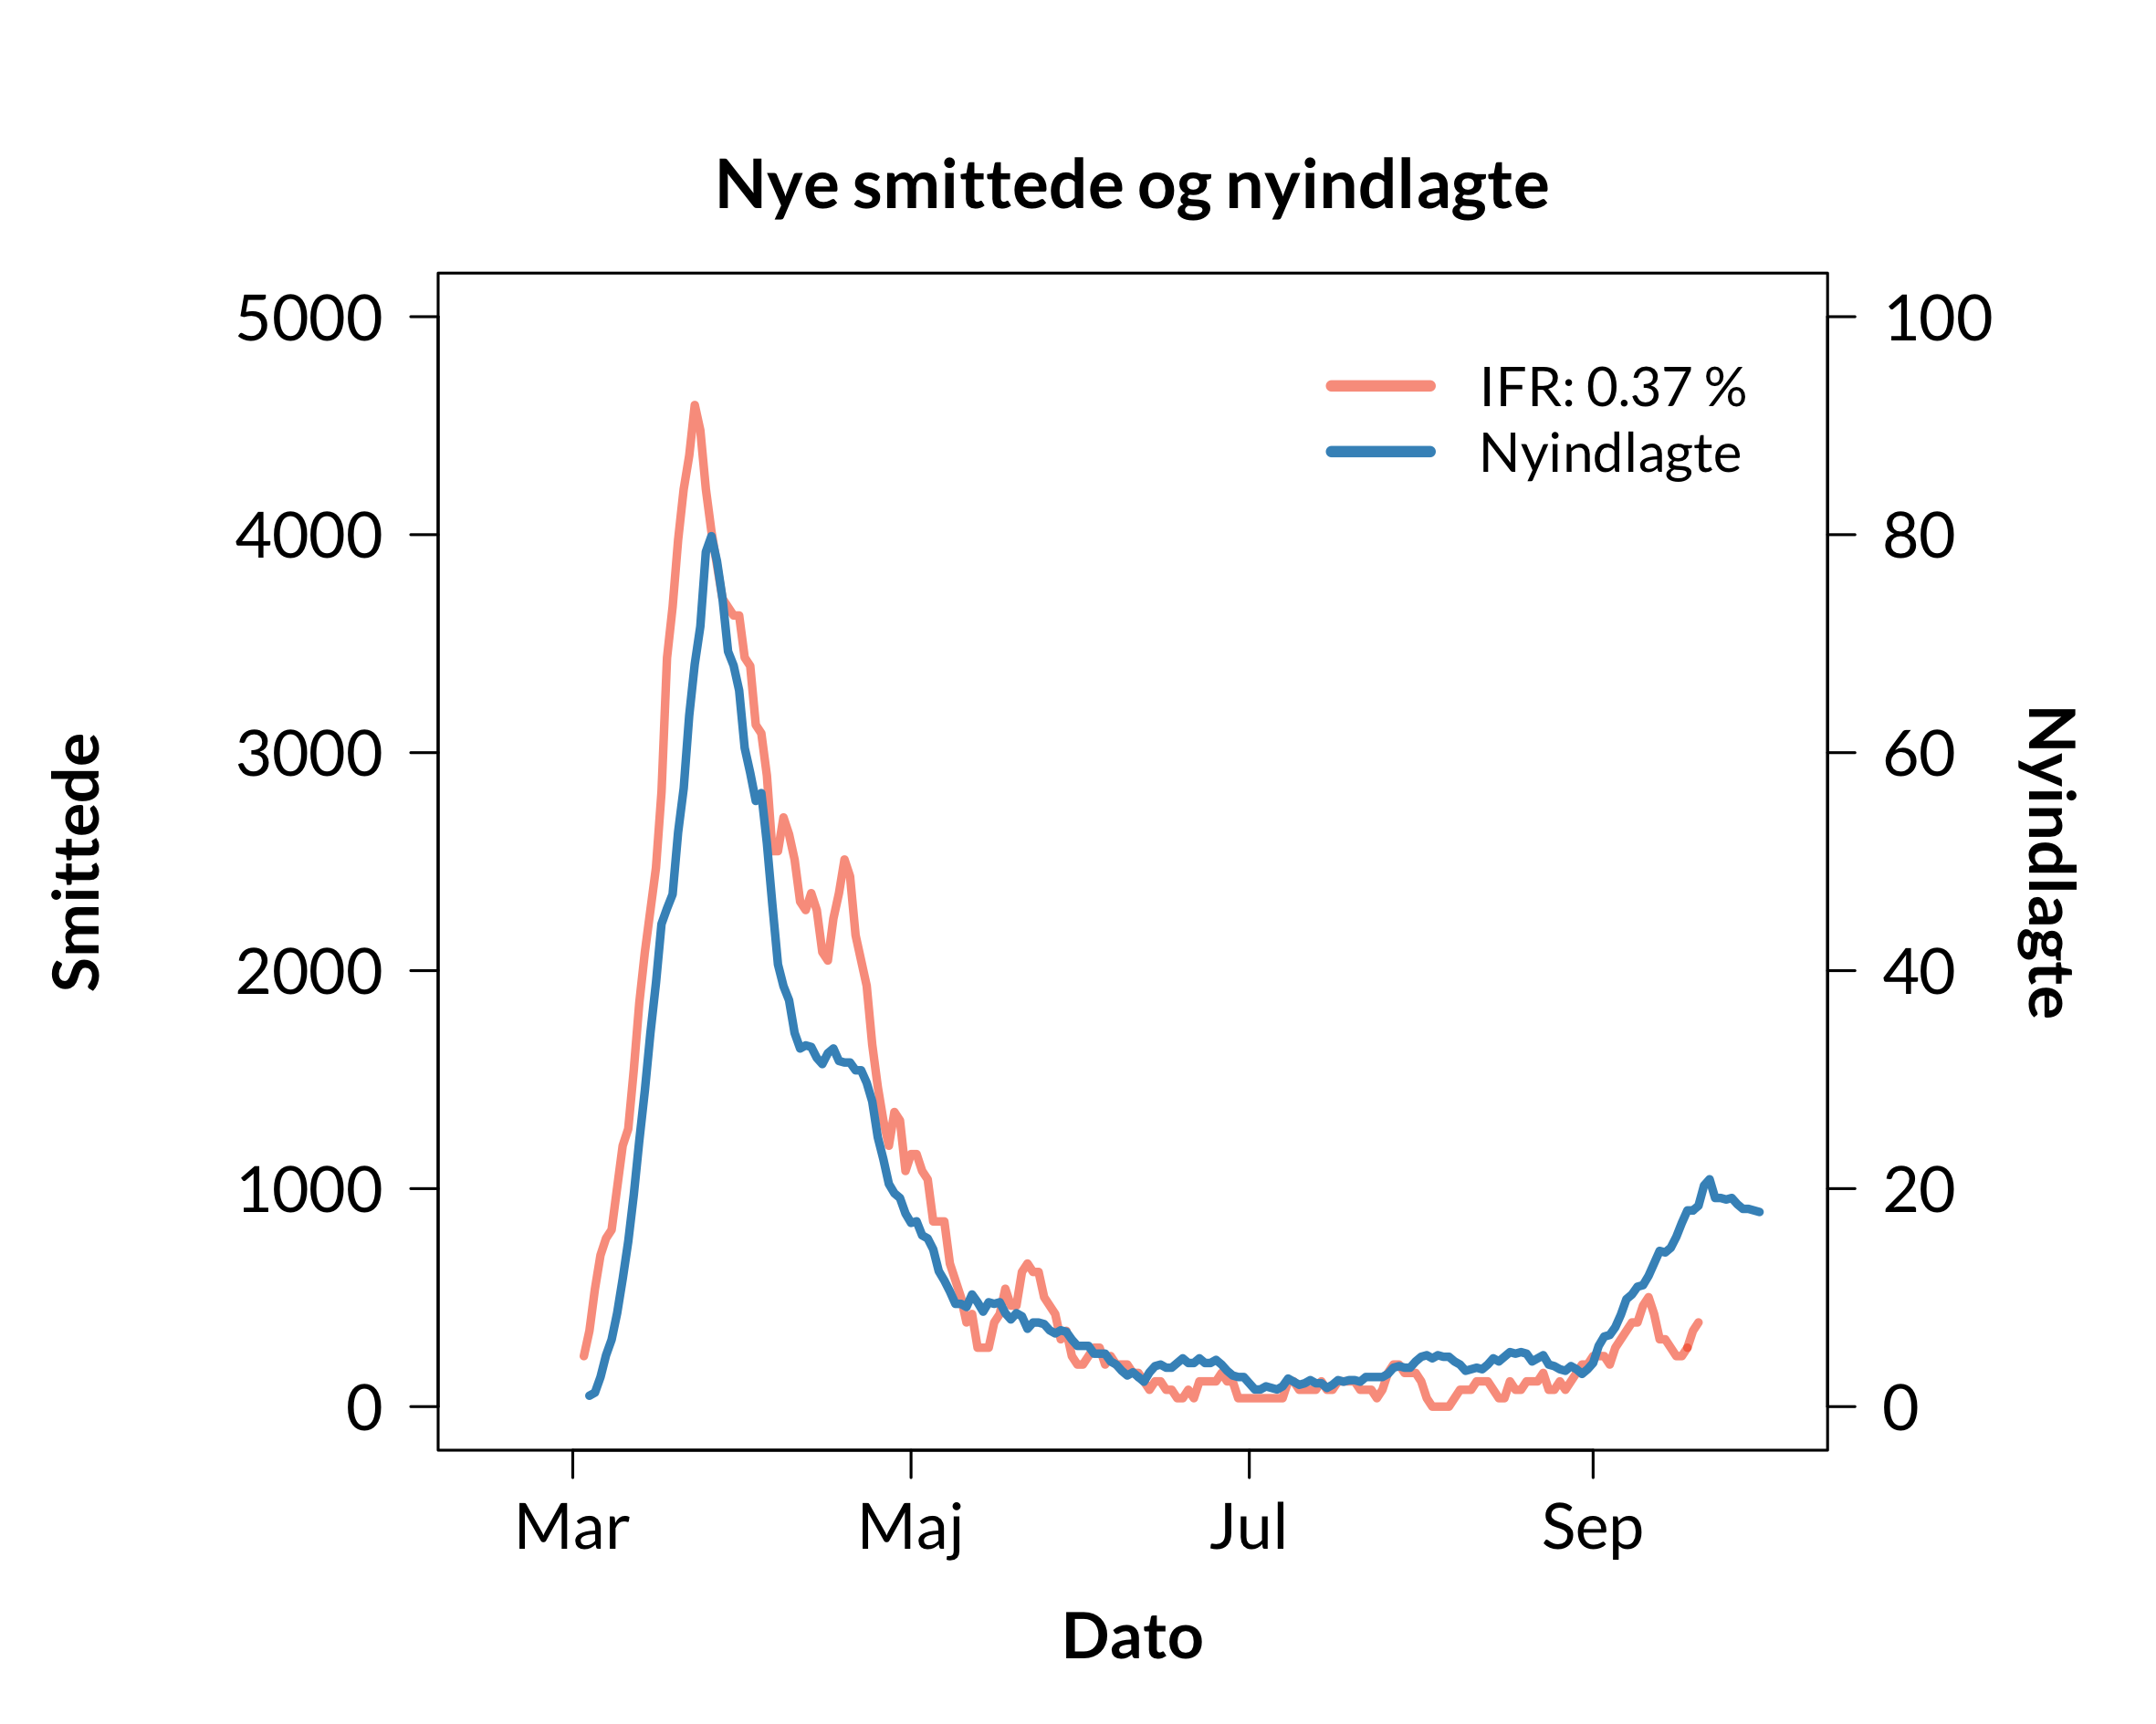 Nye smittede og nyindlagte
5000
4000
3000
2000
1000
0
Smittede
IFR: 0.37 %
Nyindlagte
100
80
60
40
20
0
Nyindlagte
Mar
Maj
Jul
Sep
Dato